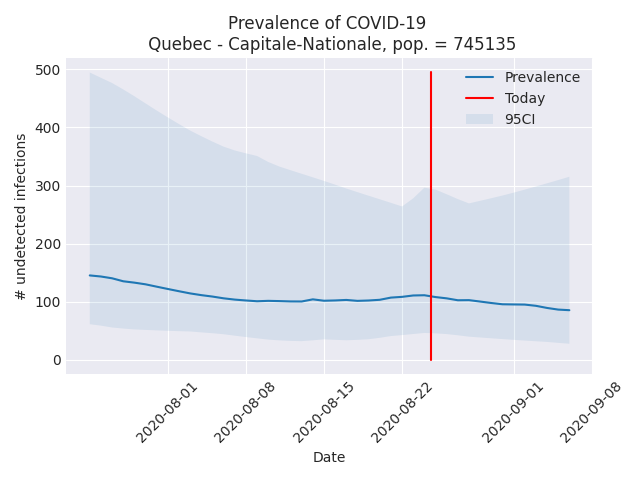 Prevalence of COVID-19
Quebec - Capitale-Nationale, pop. = 745135
500
400
300
200
100
0
# undetected infections
Prevalence
Today
95CI
2020-08-01
2020-08-08
2020-08-15
2020-08-22
2020-09-01
2020-09-08
Date